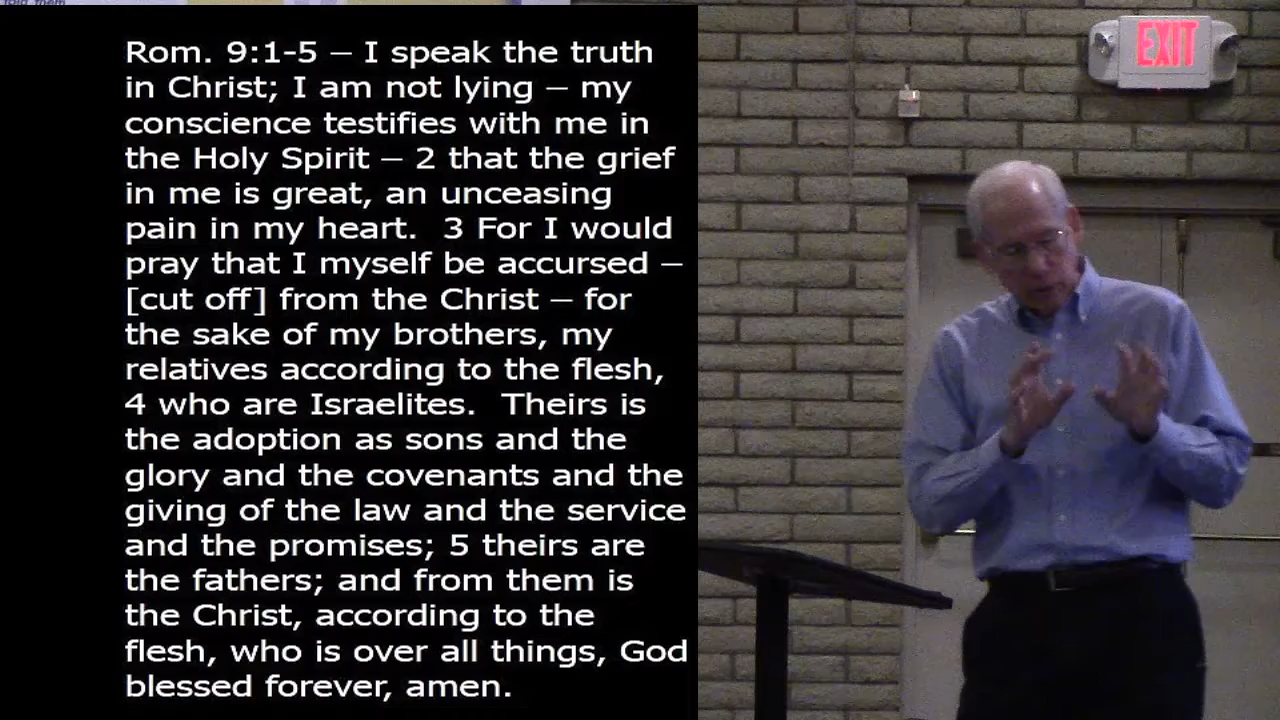 told them
Rom. 9:1-5 – I speak the truth
in Christ; I am not lying – my
conscience testifies with me in
the Holy Spirit – 2 that the grief
in me is great, an unceasing
pain in my heart.  3 For I would
pray that I myself be accursed –
[cut off] from the Christ – for
the sake of my brothers, my
relatives according to the flesh,
4 who are Israelites.  Theirs is
the adoption as sons and the
glory and the covenants and the
giving of the law and the service
and the promises; 5 theirs are
the fathers; and from them is
the Christ, according to the
flesh, who is over all things, God
blessed forever, amen.
EXIT